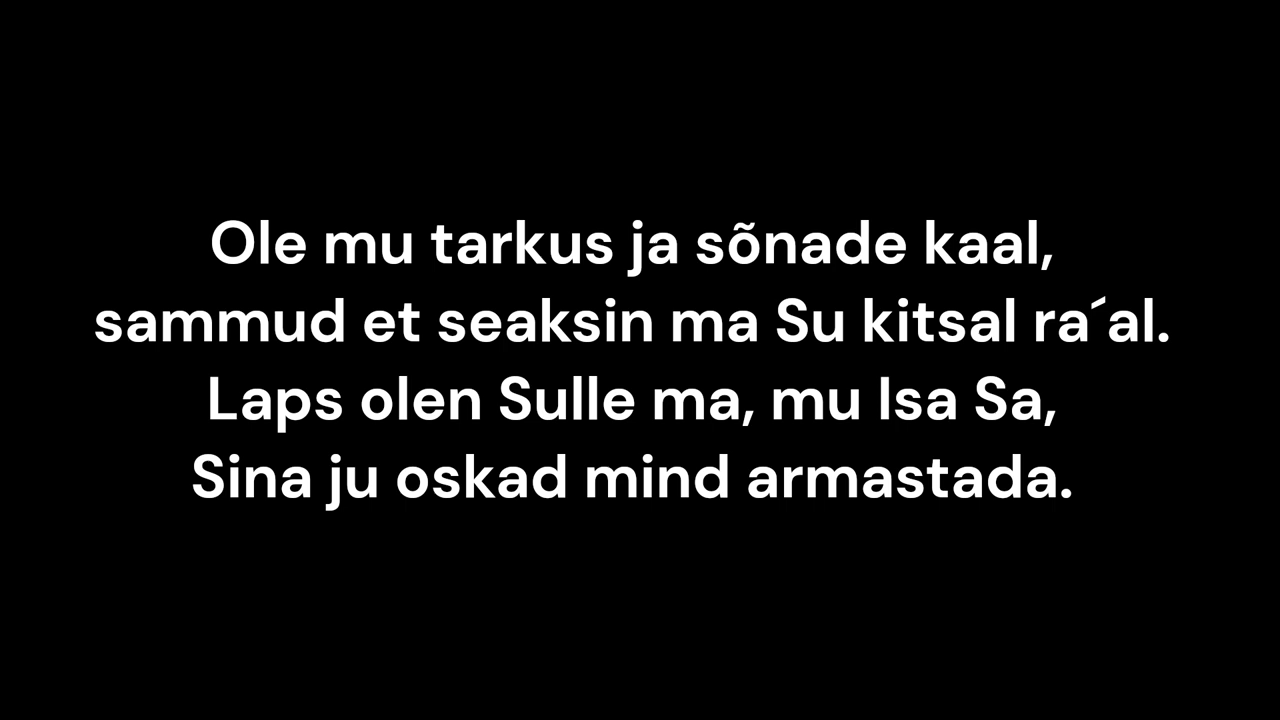 Ole mu tarkus ja sõnade kaal,
sammud et seaksin ma Su kitsal ra´al.
Laps olen Sulle ma, mu Isa Sa,
Sina ju oskad mind armastada.